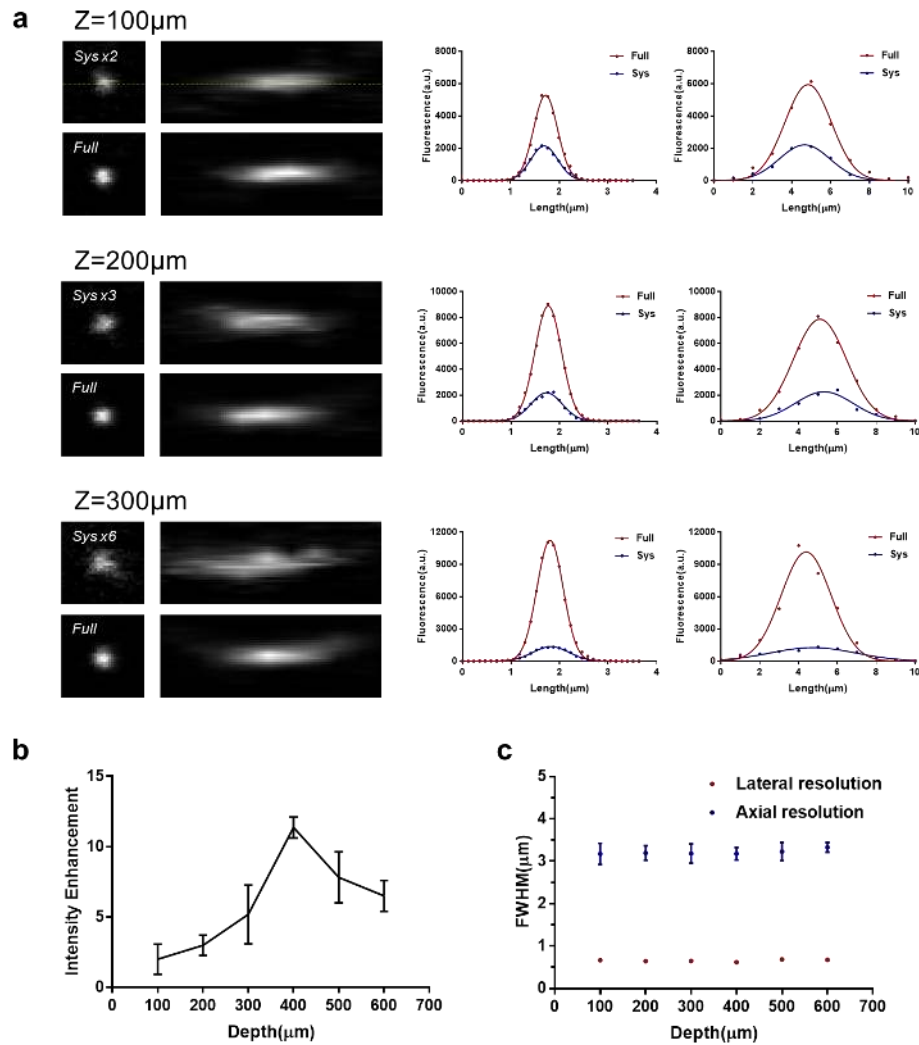 a
Z=100µm
Sys x2
Full
Full
Sys
8000
6000
4000
2000
0
Fluorescence(a.u.)
0 1 2 3 4
Length(µm)
Full
Sys
8000
6000
4000
2000
0
Fluorescence(a.u.)
0 2 4 6 8 10
Length(µm)
Z=200µm
Sys x3
Full
Full
Sys
10000
8000
6000
4000
2000
0
Fluorescence(a.u.)
0 1 2 3 4
Length(µm)
Full
Sys
10000
8000
6000
4000
2000
0
Fluorescence(a.u.)
0 2 4 6 8 10
Length(µm)
Z=300µm
Sys x6
Full
Full
Sys
12000
9000
6000
3000
0
Fluorescence(a.u.)
0 1 2 3 4
Length(µm)
Full
Sys
12000
9000
6000
3000
0
Fluorescence(a.u.)
0 2 4 6 8 10
Length(µm)
b
15
10
5
0
Intensity Enhancement
0 100 200 300 400 500 600 700
Depth(µm)
c
Lateral resolution
Axial resolution
5
4
3
2
1
0
FWHM(µm)
0 100 200 300 400 500 600 700
Depth(µm)